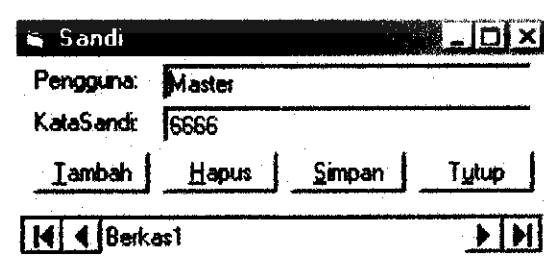 Sandi
Pengguna: Master
KataSandi: 6666
Tambah Hapus Simpan Tutup
Berkas1